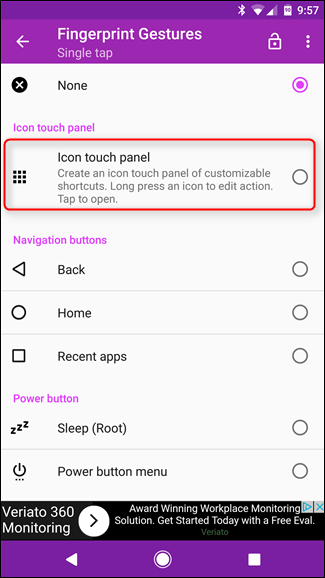 9:57
Fingerprint Gestures
Single tap
None
Icon touch panel
Icon touch panel
Create an icon touch panel of customizable
shortcuts. Long press an icon to edit action.
Tap to open.
Navigation buttons
Back
Home
Recent apps
Power button
zzz Sleep (Root)
Power button menu
Veriato 360
Monitoring
Award Winning Workplace Monitoring
Solution. Get Started Today with a Free Eval.
Veriato